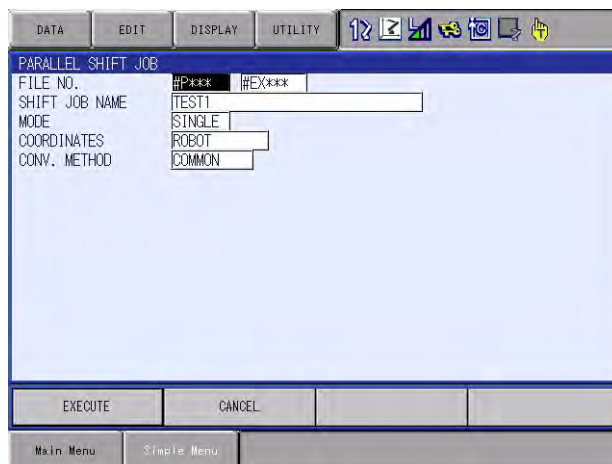 DATA EDIT DISPLAY UTILITY
PARALLEL SHIFT JOB
FILE NO. #P*** #EX***
SHIFT JOB NAME TEST1
MODE SINGLE
COORDINATES ROBOT
CONV. METHOD COMMON
EXECUTE CANCEL
Main Menu Simple Menu